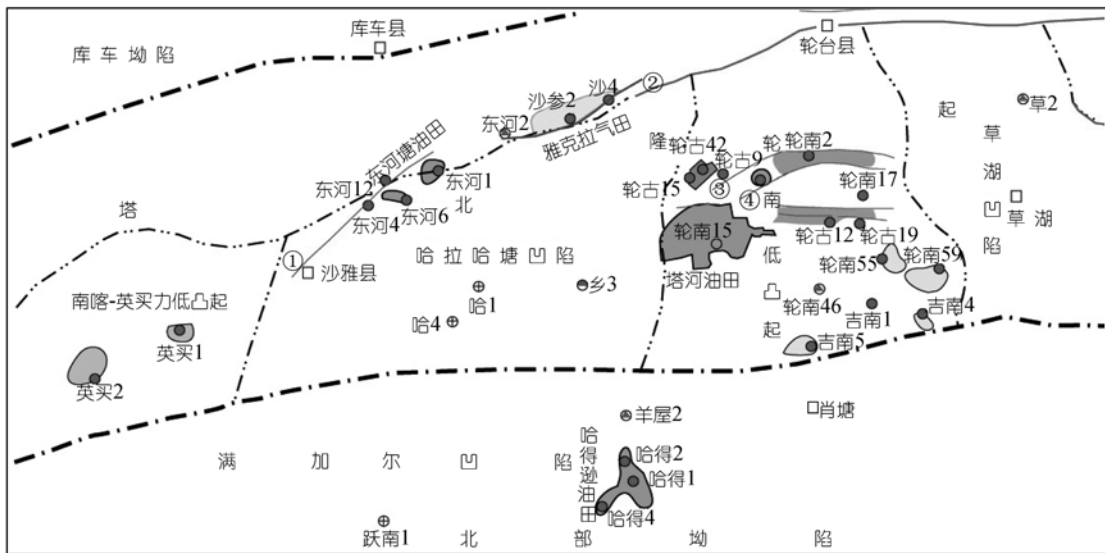 库车坳陷
库车县
轮台县
沙4
②
沙参2
东河2
雅克拉气田
起
草2
草湖凹陷
草湖
东河塘油田
隆
轮古42
轮古9
轮
轮南2
轮古15
③
④
南
轮南17
东河12
东河1
北
东河4
东河6
塔
轮南15
轮古12
轮古19
低凸起
轮南55
轮南59
①
沙雅县
哈拉哈塘凹陷
塔河油田
南喀-英买力低凸起
哈1
乡3
轮南46
吉南1
吉南4
哈4
英买1
吉南5
英买2
羊屋2
肖塘
满加尔凹陷
哈得逊油田
哈得2
哈得1
哈得4
跃南1
北部坳陷